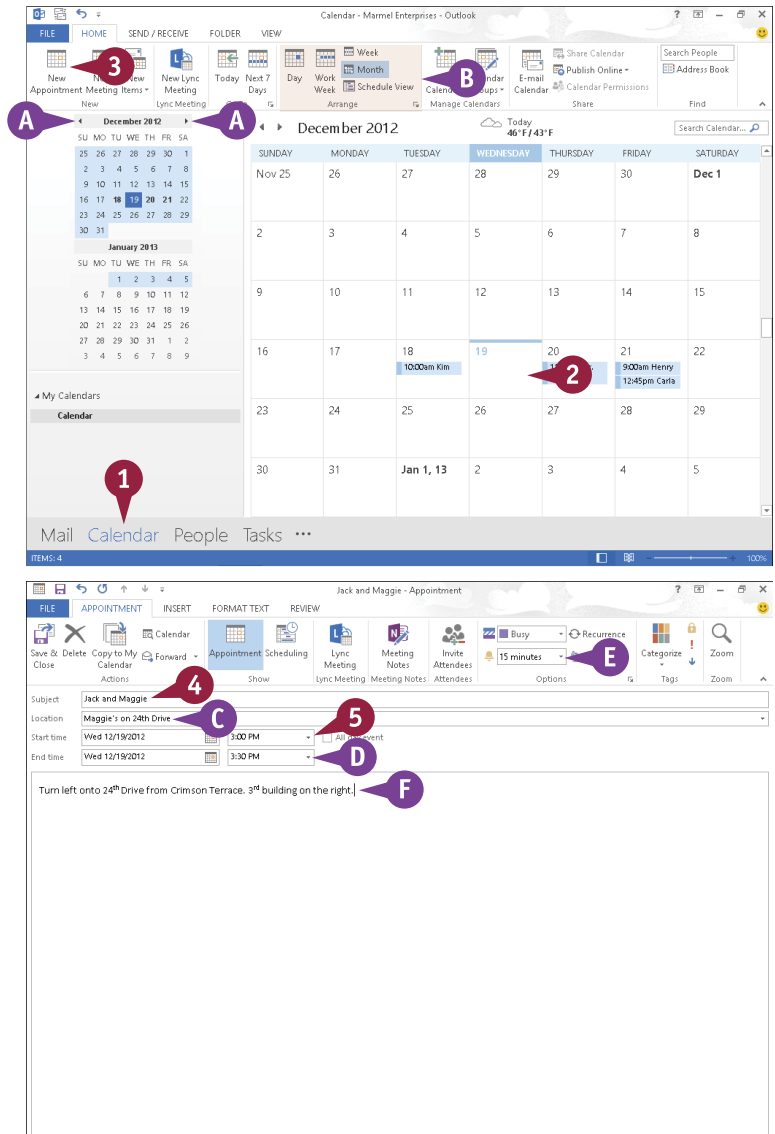 Calendar - Marmel Enterprises - Outlook
FILE HOME SEND / RECEIVE FOLDER VIEW
New Appointment
Meeting
New Items
New
New Lync Meeting
Lync Meeting
Today
Next 7 Days
Day
Work Week
Week
Month
Schedule View
Arrange
Manage Calendars
E-mail Calendar
Share Calendar
Publish Online
Calendar Permissions
Share
Search People
Address Book
Find
3
B
A
A
December 2012
SU MO TU WE TH FR SA
25 26 27 28 29 30 1
2 3 4 5 6 7 8
9 10 11 12 13 14 15
16 17 18 19 20 21 22
23 24 25 26 27 28 29
30 31
January 2013
SU MO TU WE TH FR SA
1 2 3 4 5
6 7 8 9 10 11 12
13 14 15 16 17 18 19
20 21 22 23 24 25 26
27 28 29 30 31 1 2
3 4 5 6 7 8 9
My Calendars
Calendar
December 2012
Today
46°F / 43°F
Search Calendar...
SUNDAY MONDAY TUESDAY WEDNESDAY THURSDAY FRIDAY SATURDAY
Nov 25 26 27 28 29 30 Dec 1
2 3 4 5 6 7 8
9 10 11 12 13 14 15
16 17 18 19 20 21 22
10:00am Kim
9:00am Henry
12:45pm Carla
2
23 24 25 26 27 28 29
30 31 Jan 1, 13 2 3 4 5
1
Mail Calendar People Tasks •••
ITEMS: 4
100%
Jack and Maggie - Appointment
FILE APPOINTMENT INSERT FORMAT TEXT REVIEW
Save & Close
Delete
Copy to My Calendar
Calendar
Forward
Actions
Appointment
Scheduling
Show
Lync Meeting
Lync Meeting
Meeting Notes
Meeting Notes
Invite Attendees
Attendees
Busy
15 minutes
Recurrence
Options
Categorize
Tags
Zoom
Zoom
E
Subject Jack and Maggie
4
Location Maggie's on 24th Drive
C
Start time Wed 12/19/2012 3:00 PM
5
End time Wed 12/19/2012 3:30 PM
D
Turn left onto 24th Drive from Crimson Terrace. 3rd building on the right.
F